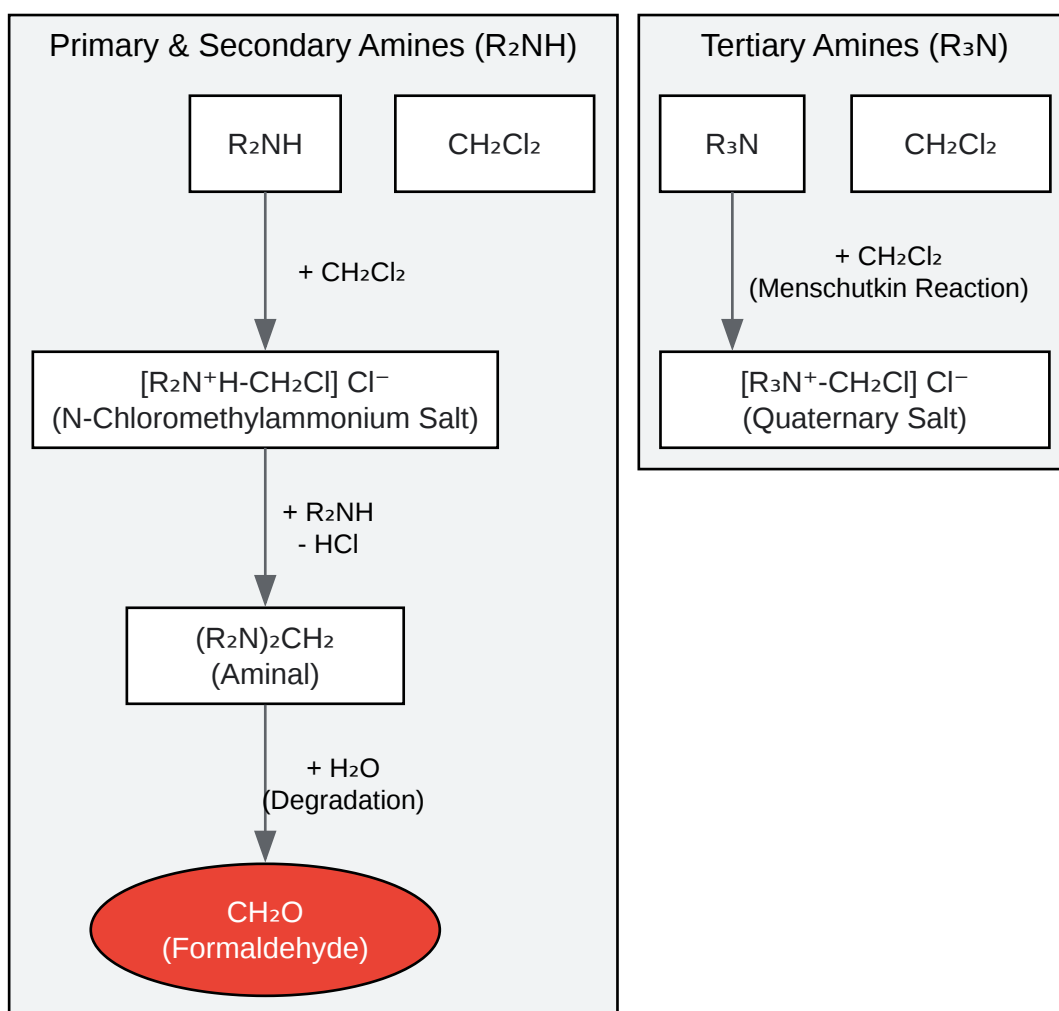 Primary & Secondary Amines (R₂NH)
R₂NH
CH₂Cl₂
+ CH₂Cl₂
[R₂N⁺H-CH₂Cl] Cl⁻
(N-Chloromethylammonium Salt)
+ R₂NH
- HCl
(R₂N)₂CH₂
(Aminal)
+ H₂O
(Degradation)
CH₂O
(Formaldehyde)
Tertiary Amines (R₃N)
R₃N
CH₂Cl₂
+ CH₂Cl₂
(Menschutkin Reaction)
[R₃N⁺-CH₂Cl] Cl⁻
(Quaternary Salt)